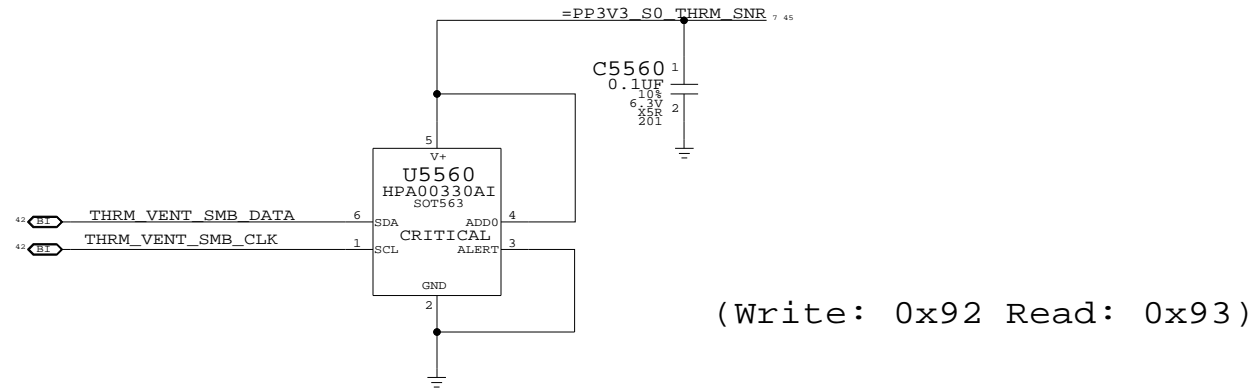 =PP3V3_S0_THRM_SNR 7 45
C5560 1
0.1UF
10%
6.3V
X5R
201
2
5
V+
U5560
HPA00330AI
SOT563
42 BI THRM_VENT_SMB_DATA 6 SDA ADD0 4
CRITICAL
42 BI THRM_VENT_SMB_CLK 1 SCL ALERT 3
GND
2
(Write: 0x92 Read: 0x93)